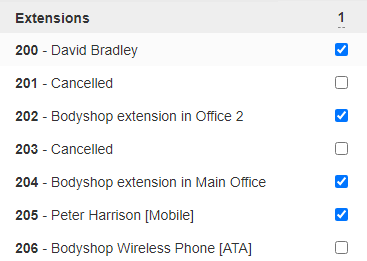 Extensions 1
200 - David Bradley
201 - Cancelled
202 - Bodyshop extension in Office 2
203 - Cancelled
204 - Bodyshop extension in Main Office
205 - Peter Harrison [Mobile]
206 - Bodyshop Wireless Phone [ATA]